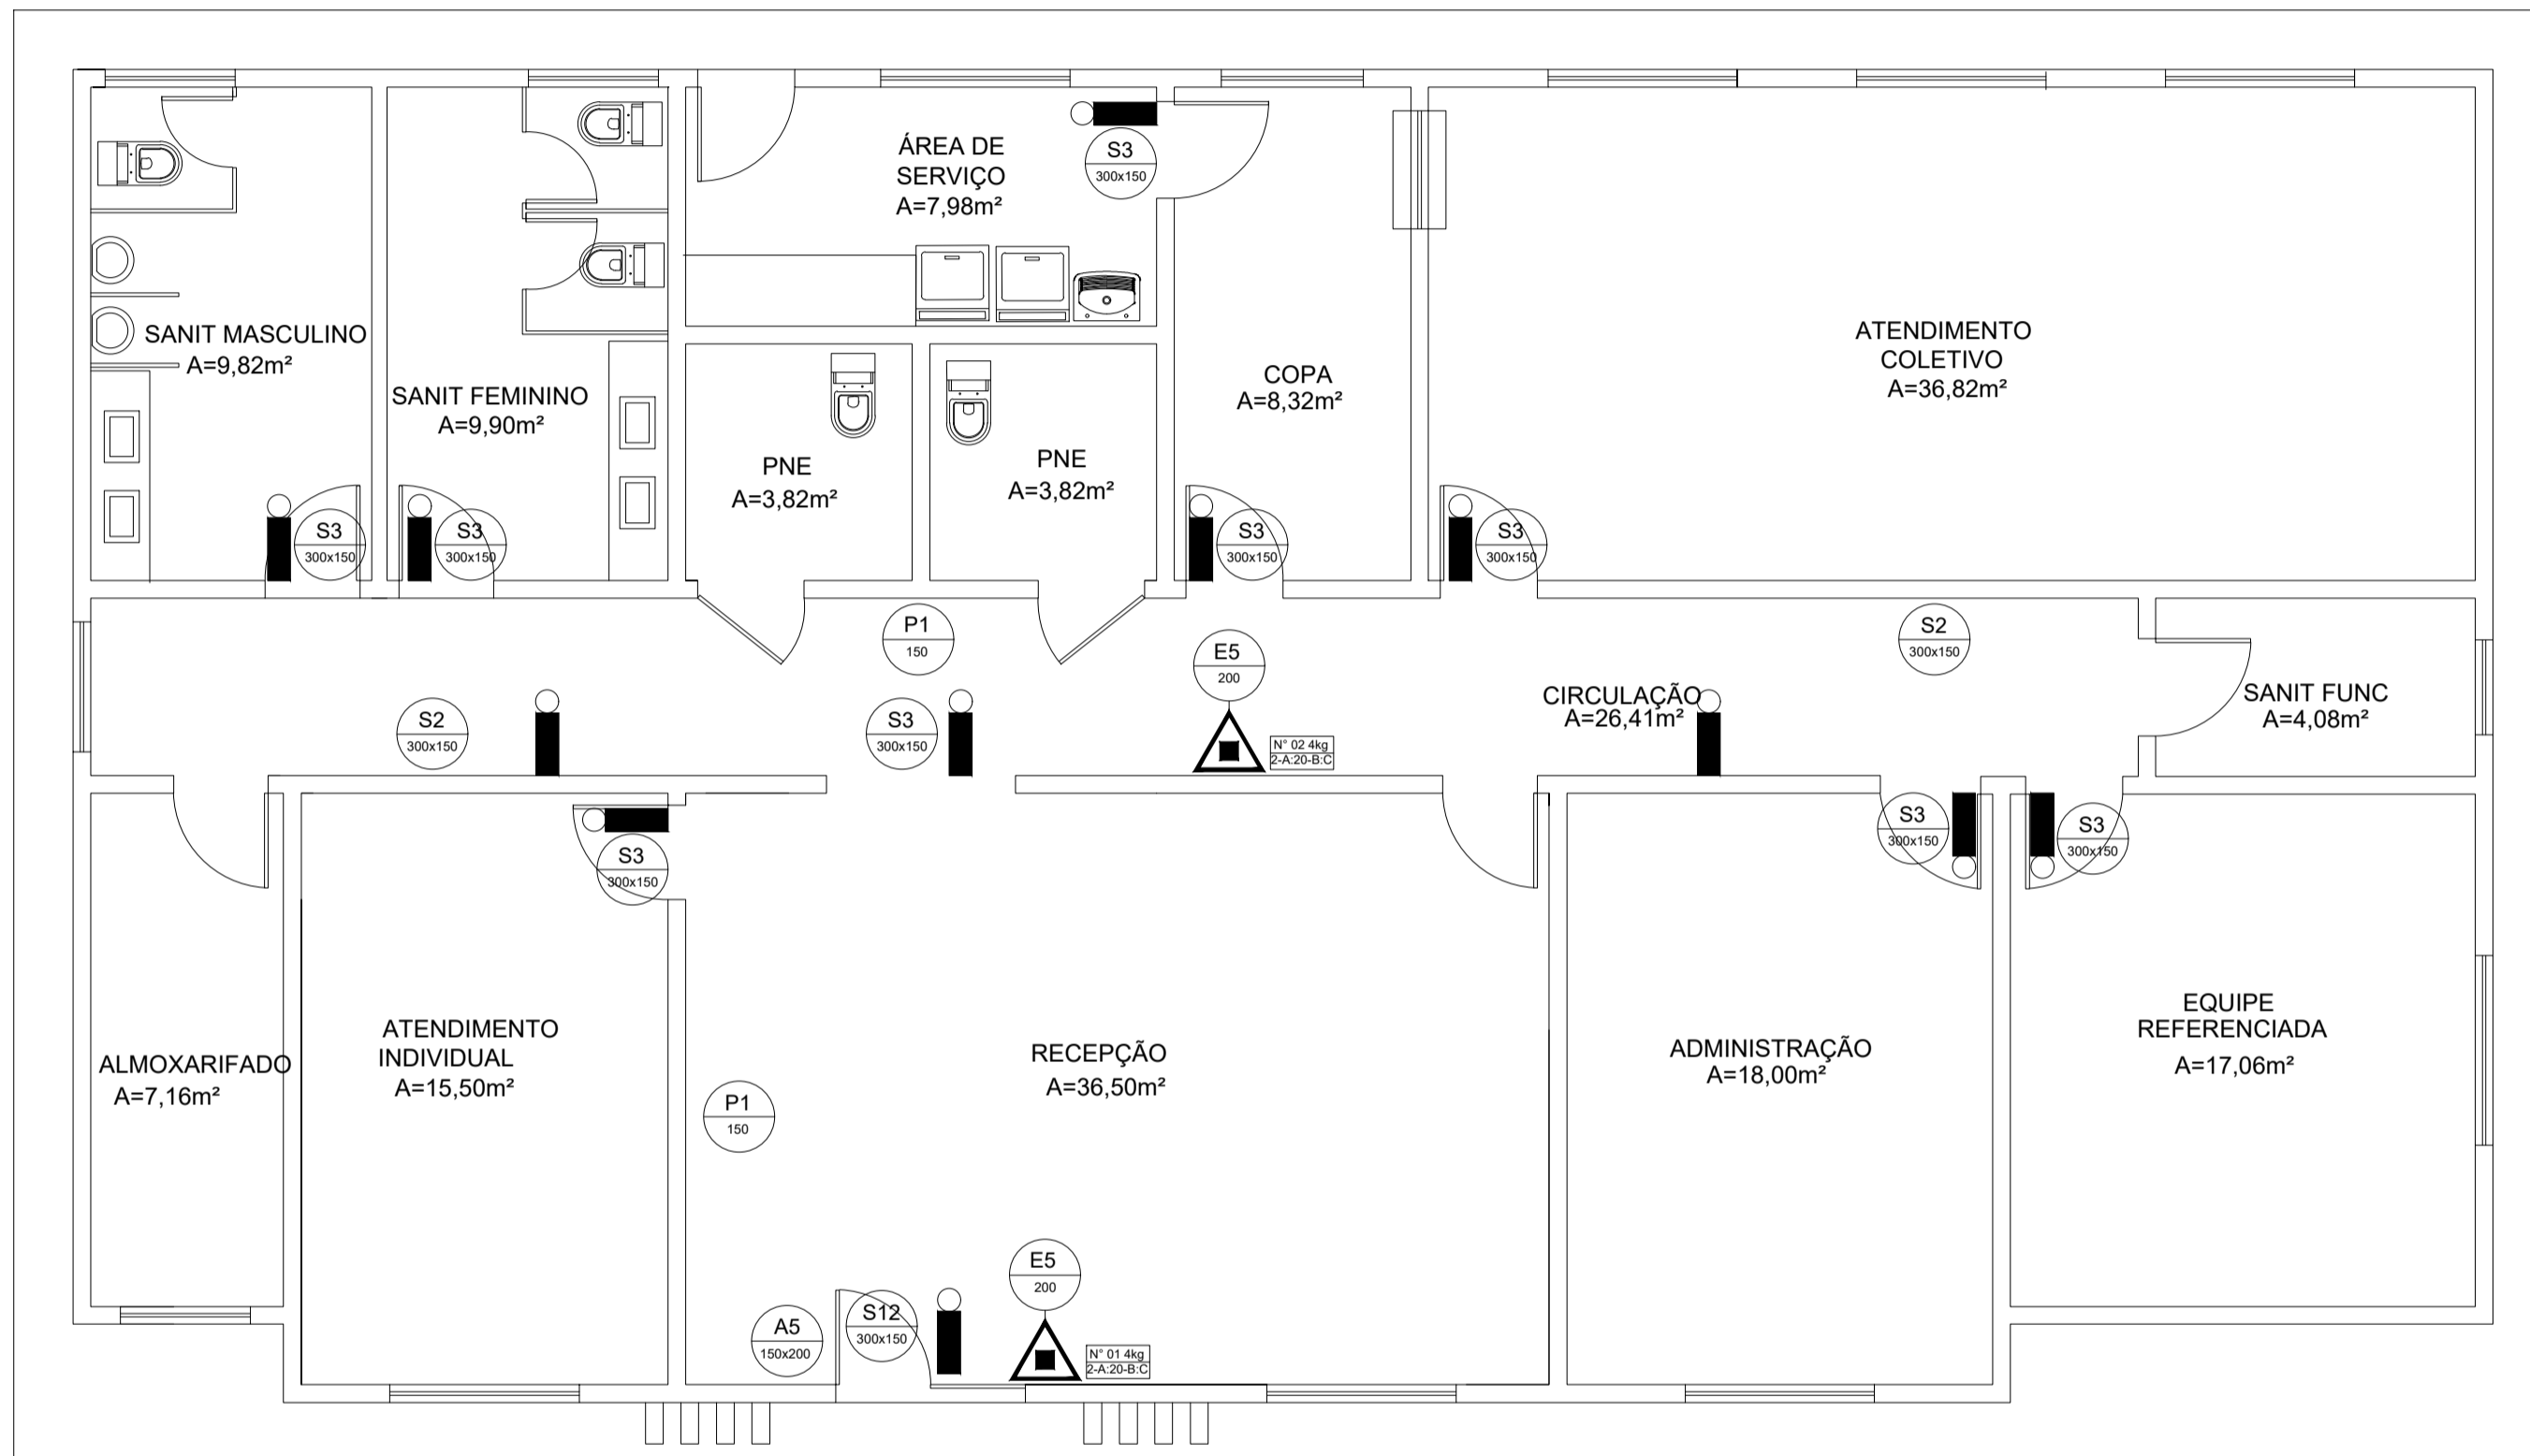 ÁREA DE
SERVIÇO
A=7,98m²
S3
300x150
SANIT MASCULINO
A=9,82m²
SANIT FEMININO
A=9,90m²
PNE
A=3,82m²
PNE
A=3,82m²
COPA
A=8,32m²
ATENDIMENTO
COLETIVO
A=36,82m²
S3
300x150
S3
300x150
S3
300x150
S3
300x150
P1
150
E5
200
S2
300x150
S2
300x150
S3
300x150
N° 02 4kg
2-A:20-B:C
CIRCULAÇÃO
A=26,41m²
SANIT FUNC
A=4,08m²
S3
300x150
S3
300x150
S3
300x150
ALMOXARIFADO
A=7,16m²
ATENDIMENTO
INDIVIDUAL
A=15,50m²
RECEPÇÃO
A=36,50m²
ADMINISTRAÇÃO
A=18,00m²
EQUIPE
REFERENCIADA
A=17,06m²
P1
150
E5
200
A5
150x200
S12
300x150
N° 01 4kg
2-A:20-B:C